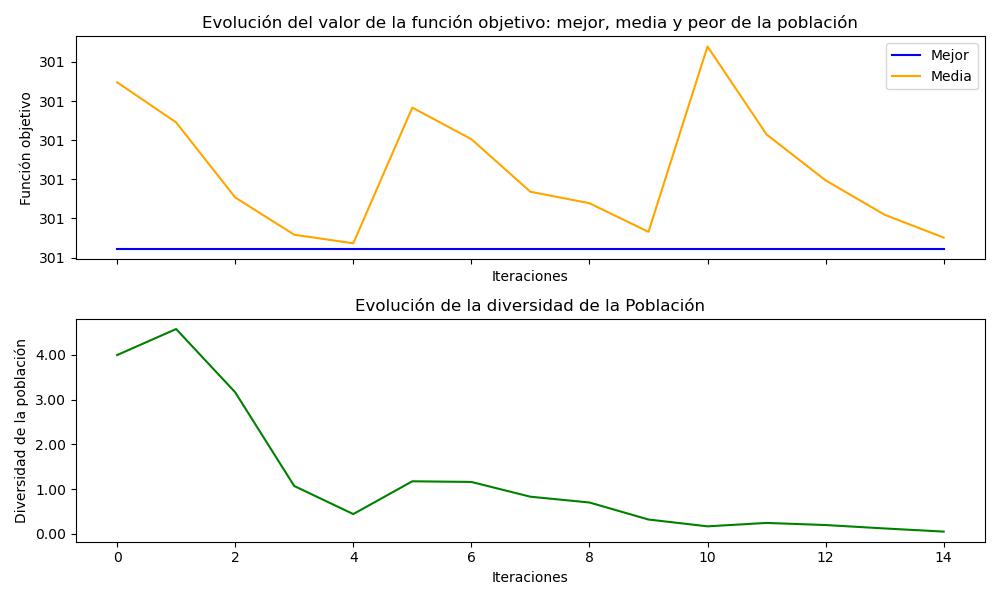 Evolución del valor de la función objetivo: mejor, media y peor de la población
Función objetivo
301
301
301
301
301
301
Mejor
Media
Iteraciones
Evolución de la diversidad de la Población
Diversidad de la población
4.00
3.00
2.00
1.00
0.00
0 2 4 6 8 10 12 14
Iteraciones